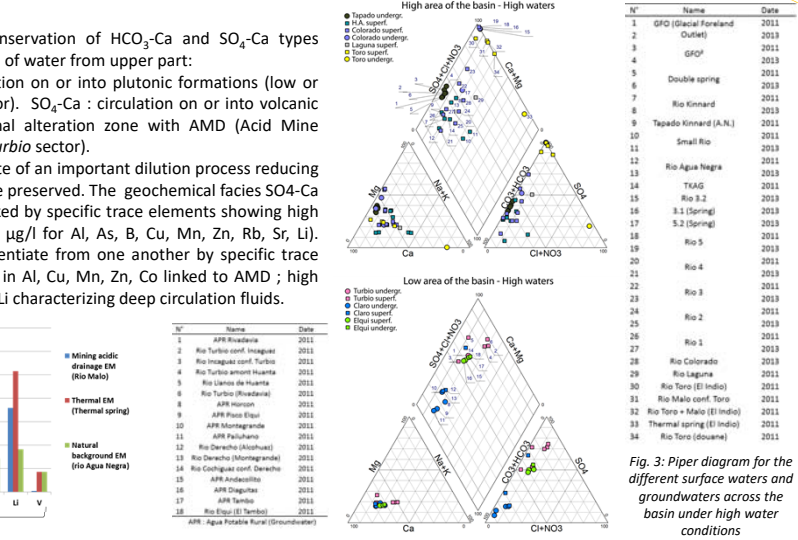 nservation of HCO3-Ca and SO4-Ca types
of water from upper part:
tion on or into plutonic formations (low or
or). SO4-Ca : circulation on or into volcanic
nal alteration zone with AMD (Acid Mine
urbio sector).
te of an important dilution process reducing
e preserved. The geochemical facies SO4-Ca
ked by specific trace elements showing high
µg/l for Al, As, B, Cu, Mn, Zn, Rb, Sr, Li).
entiate from one another by specific trace
in Al, Cu, Mn, Zn, Co linked to AMD ; high
Li characterizing deep circulation fluids.
Mining acidic
drainage EM
(Rio Malo)
Thermal EM
(Thermal spring)
Natural
background EM
(rio Agua Negra)
Li V
N° Name Date
1 APR Rivadavia 2011
2 Rio Turbio conf. Incaguaz 2011
3 Rio Incaguaz conf. Turbio 2011
4 Rio Turbio amont Huanta 2011
5 Rio Llanos de Huanta 2011
6 Rio Turbio (Rivadavia) 2011
8 APR Horcon 2011
9 APR Pisco Elqui 2011
10 APR Montegrande 2011
11 APR Paihuano 2011
12 Rio Derecho (Alcohuaz) 2011
13 Rio Derecho (Montegrande) 2011
14 Rio Cochiguaz conf. Derecho 2011
15 APR Andacollito 2011
16 APR Diaguitas 2011
17 APR Tambo 2011
18 Rio Elqui (El Tambo) 2011
APR : Agua Potable Rural (Groundwater)
High area of the basin - High waters
Tapado undergr.
H.A. superf.
Colorado superf.
Colorado undergr.
Laguna superf.
Toro superf.
Toro undergr.
SO4+Cl+NO3
Ca+Mg
Mg
Na+K
CO3+HCO3
SO4
Ca
Cl+NO3
Low area of the basin - High waters
Turbio undergr.
Turbio superf.
Claro undergr.
Claro superf.
Elqui superf.
Elqui undergr.
SO4+Cl+NO3
Ca+Mg
Mg
Na+K
CO3+HCO3
SO4
Ca
Cl+NO3
N° Name Date
1 GFO (Glacial Foreland 2011
2 Outlet) 2013
3 GFO² 2011
4 2013
5 Double spring 2011
6 2013
7 Rio Kinnard 2011
8 2013
9 Tapado Kinnard (A.N.) 2011
10 Small Rio 2011
11 2013
12 Rio Agua Negra 2011
13 2013
14 TKAG 2011
15 Rio 3.2 2013
16 3.1 (Spring) 2013
17 5.2 (Spring) 2013
18 Rio 5 2011
19 2013
20 Rio 4 2011
21 2013
22 Rio 3 2011
23 2013
24 Rio 2 2011
25 2013
26 Rio 1 2011
27 2013
28 Rio Colorado 2013
29 Rio Laguna 2011
30 Rio Toro (El Indio) 2011
31 Rio Malo conf. Toro 2011
32 Rio Toro + Malo (El Indio) 2011
33 Thermal spring (El Indio) 2011
34 Rio Toro (douane) 2011
Fig. 3: Piper diagram for the
different surface waters and
groundwaters across the
basin under high water
conditions